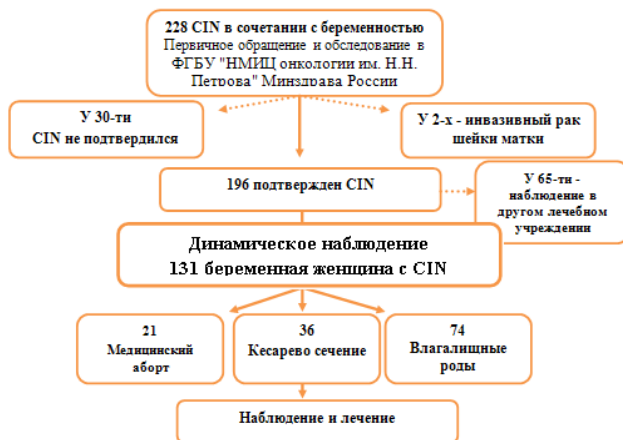 228 CIN в сочетании с беременностью
Первичное обращение и обследование в
ФГБУ "НМИЦ онкологии им. Н.Н.
Петрова" Минздрава России
У 30-ти
CIN не подтвердился
У 2-х - инвазивный рак
шейки матки
196 подтвержден CIN
У 65-ти -
наблюдение в
другом лечебном
учреждении
Динамическое наблюдение
131 беременная женщина с CIN
21
Медицинский
аборт
36
Кесарево сечение
74
Влагалищные
роды
Наблюдение и лечение